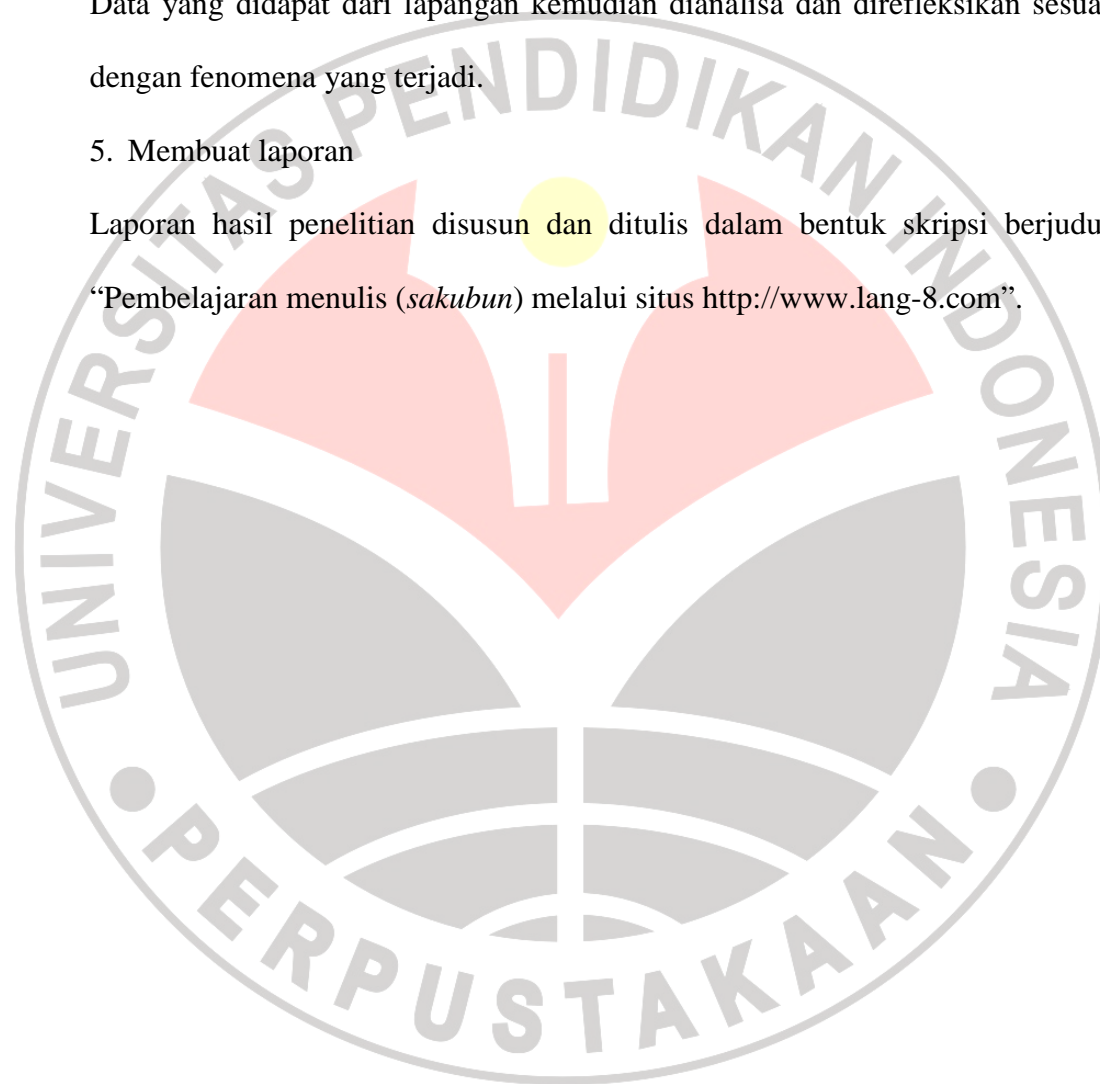 Data yang didapat dari lapangan kemudian dianalisa dan direfleksikan sesua
dengan fenomena yang terjadi.
5. Membuat laporan
Laporan hasil penelitian disusun dan ditulis dalam bentuk skripsi berjudu
“Pembelajaran menulis (sakubun) melalui situs http://www.lang-8.com”.
UNIVERSITAS PENDIDIKAN INDONESIA
PERPUSTAKAAN